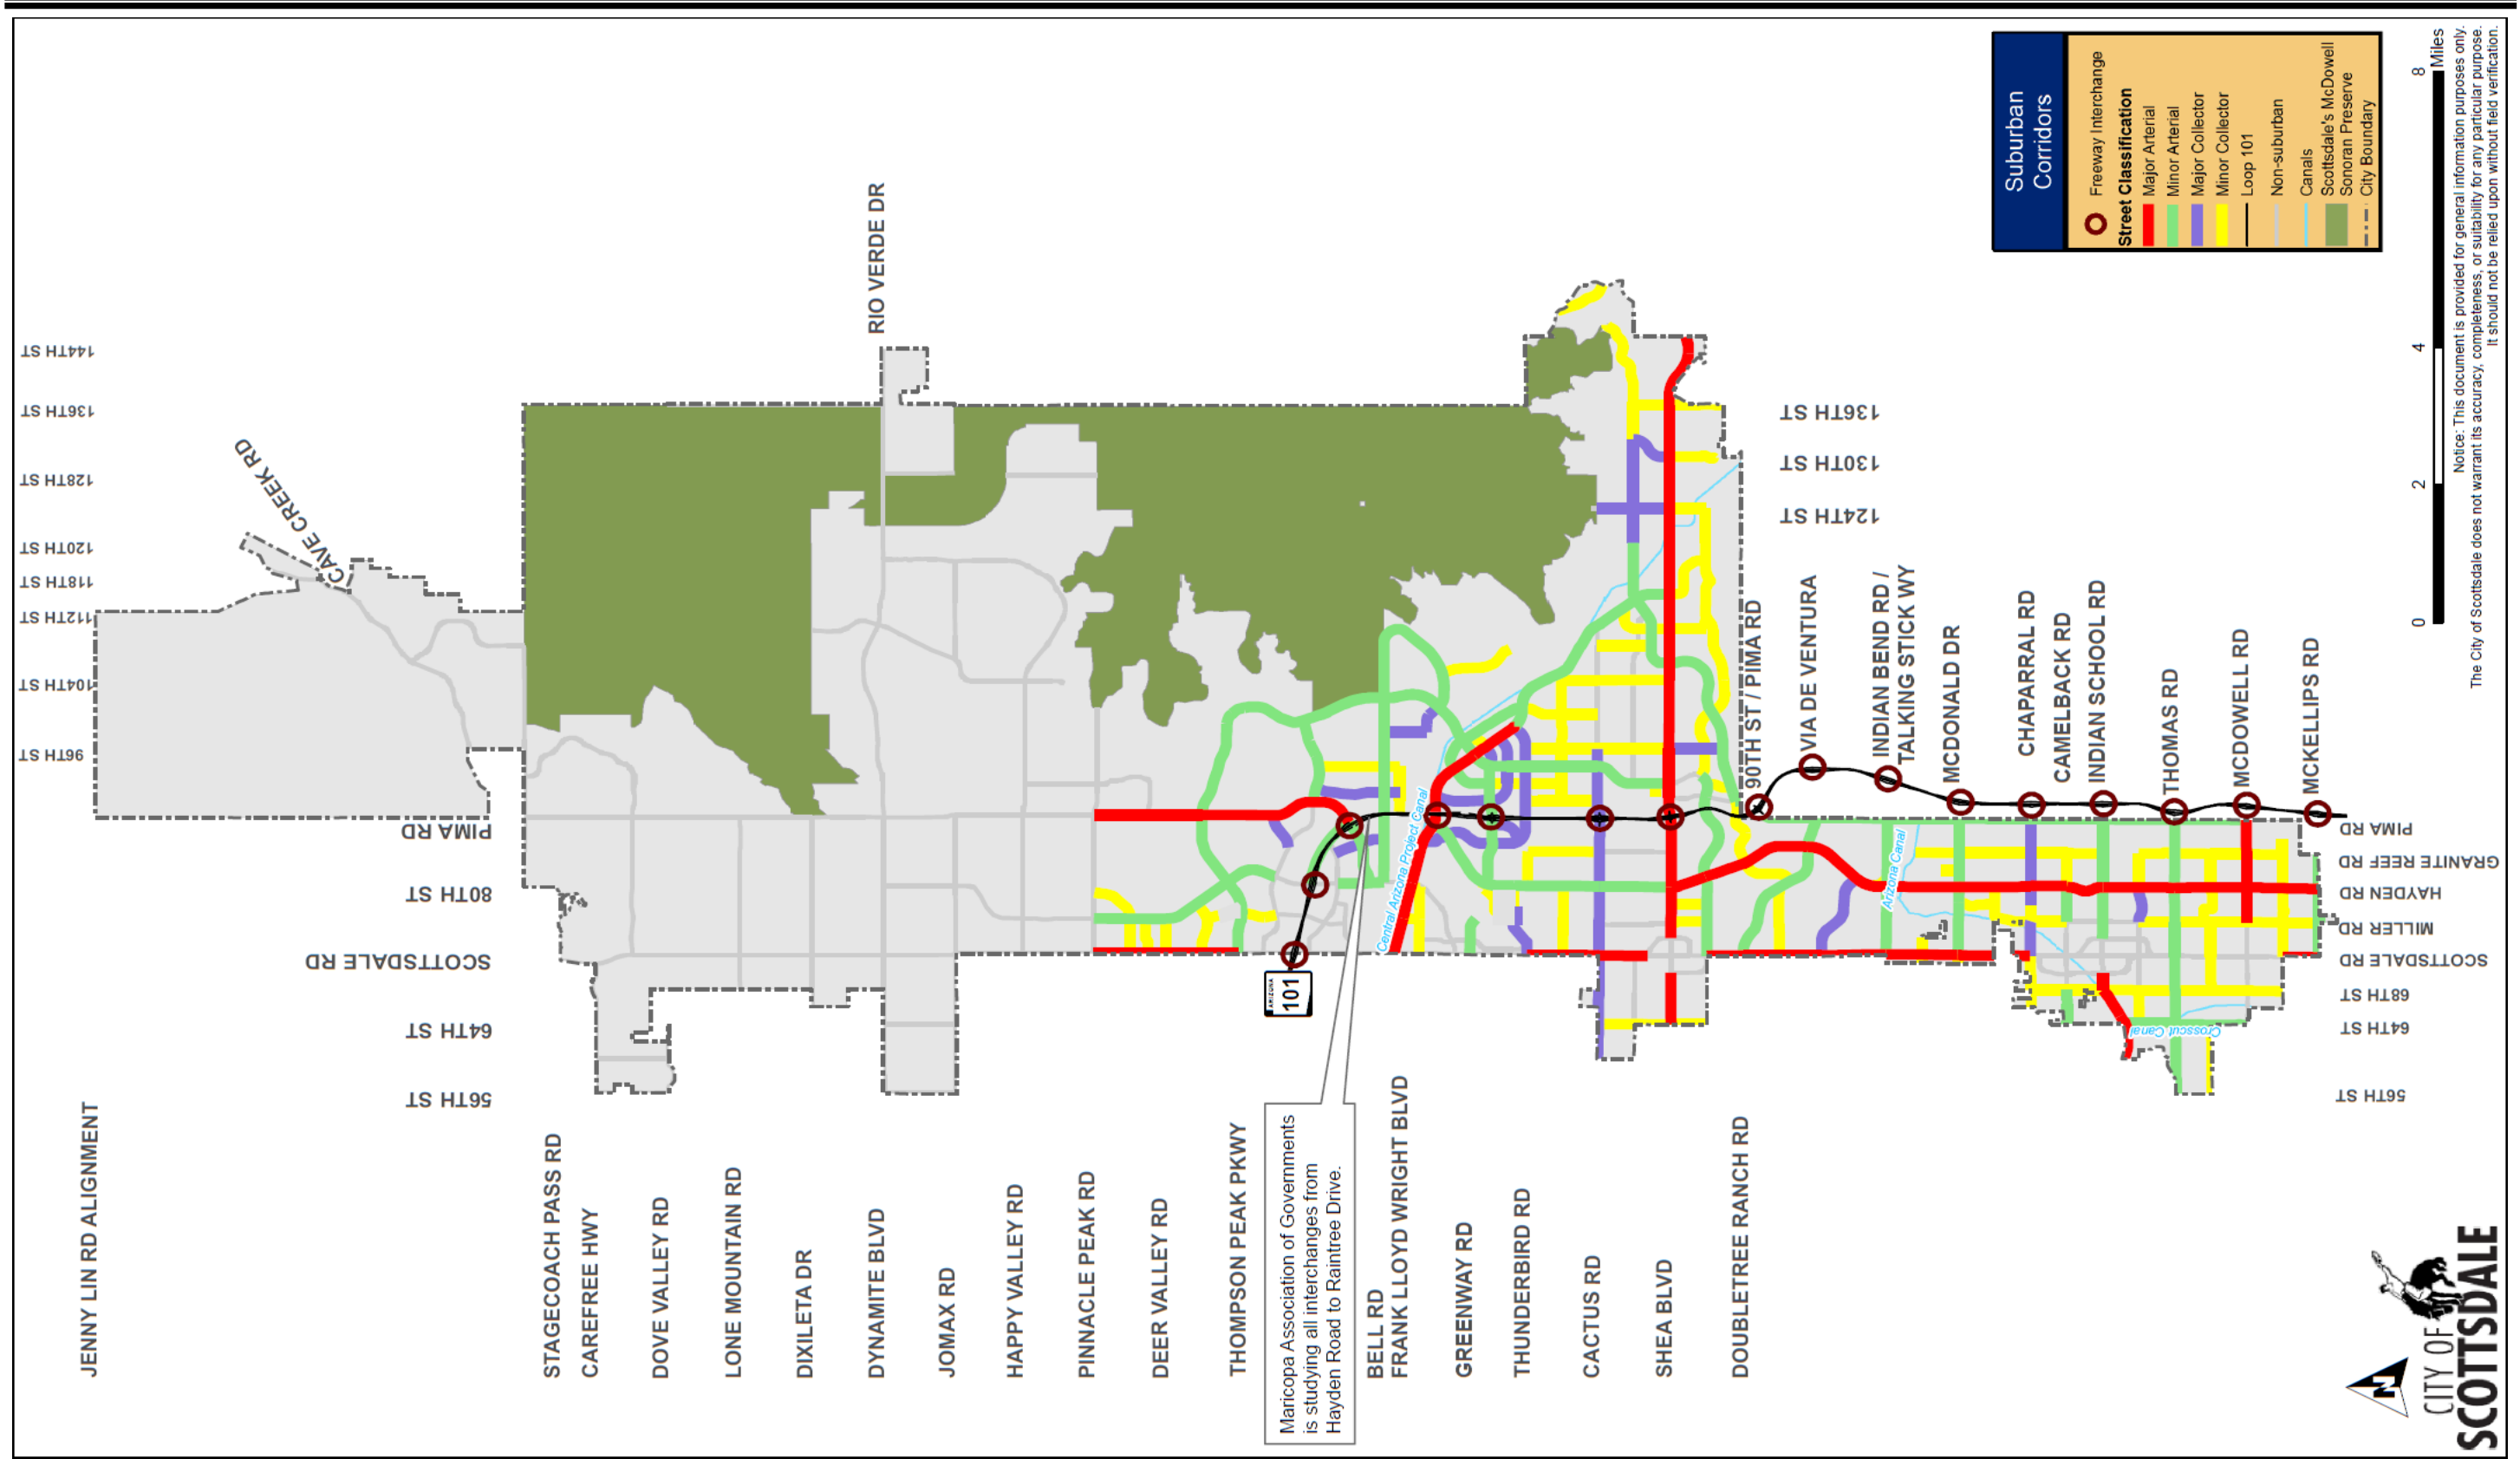 Suburban
Corridors
Freeway Interchange
Street Classification
Major Arterial
Minor Arterial
Major Collector
Minor Collector
Loop 101
Non-suburban
Canals
Scottsdale's McDowell
Sonoran Preserve
City Boundary
0 2 4 8 Miles
Notice: This document is provided for general information purposes only.
The City of Scottsdale does not warrant its accuracy, completeness, or suitability for any particular purpose.
It should not be relied upon without field verification.
JENNY LIN RD ALIGNMENT
STAGECOACH PASS RD
CAREFREE HWY
DOVE VALLEY RD
LONE MOUNTAIN RD
DIXILETA DR
DYNAMITE BLVD
JOMAX RD
HAPPY VALLEY RD
PINNACLE PEAK RD
DEER VALLEY RD
THOMPSON PEAK PKWY
Maricopa Association of Governments
is studying all interchanges from
Hayden Road to Raintree Drive.
BELL RD
FRANK LLOYD WRIGHT BLVD
GREENWAY RD
THUNDERBIRD RD
CACTUS RD
SHEA BLVD
DOUBLETREE RANCH RD
96TH ST
104TH ST
112TH ST
118TH ST
120TH ST
128TH ST
136TH ST
144TH ST
CAVE CREEK RD
RIO VERDE DR
56TH ST
64TH ST
SCOTTSDALE RD
80TH ST
PIMA RD
ARIZONA
101
Central Arizona Project Canal
Arizona Canal
Crosscut Canal
124TH ST
130TH ST
136TH ST
90TH ST / PIMA RD
VIA DE VENTURA
INDIAN BEND RD /
TALKING STICK WY
MCDONALD DR
CHAPARAL RD
CAMELBACK RD
INDIAN SCHOOL RD
THOMAS RD
MCDOWELL RD
MCKELLIPS RD
56TH ST
64TH ST
68TH ST
SCOTTSDALE RD
MILLER RD
HAYDEN RD
GRANITE REEF RD
PIMA RD
N
CITY OF
SCOTTSDALE